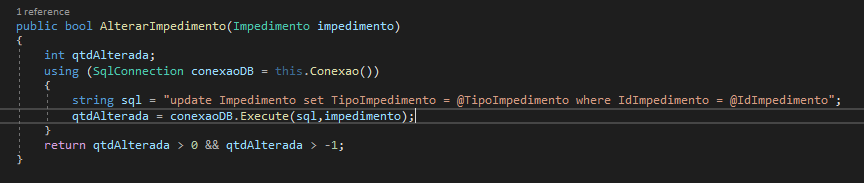 1 reference
public bool AlterarImpedimento(Impedimento impedimento)
{
int qtdAlterada;
using (SqlConnection conexaoDB = this.Conexao())
{
string sql = "update Impedimento set TipoImpedimento = @TipoImpedimento where IdImpedimento = @IdImpedimento";
qtdAlterada = conexaoDB.Execute(sql,impedimento);
}
return qtdAlterada > 0 && qtdAlterada > -1;
}